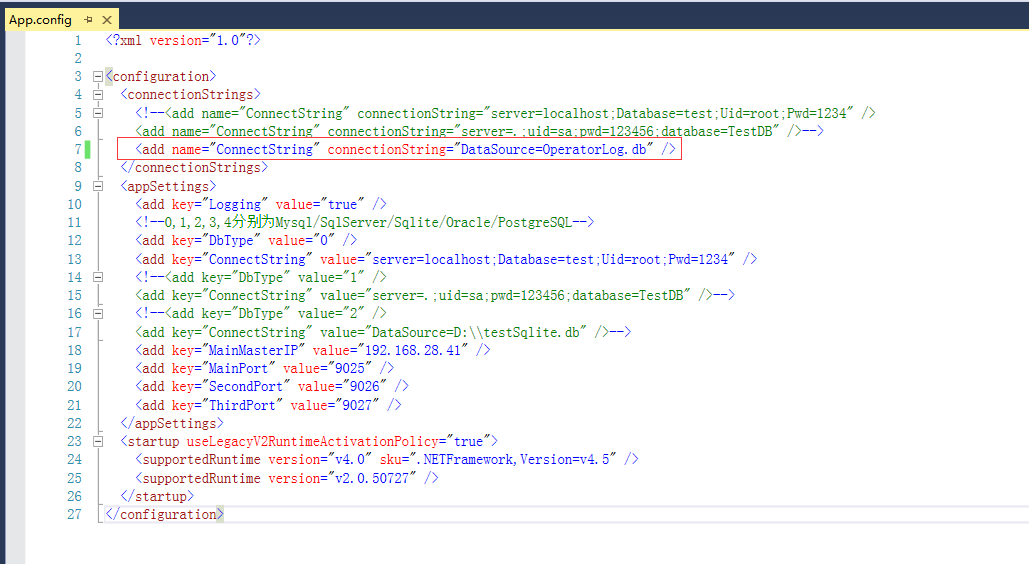 App.config
1 <?xml version="1.0"?>
2
3 <configuration>
4 <connectionStrings>
5 <!--<add name="ConnectString" connectionString="server=localhost;Database=test;Uid=root;Pwd=1234" />
6 <add name="ConnectString" connectionString="server=.;uid=sa;pwd=123456;database=TestDB" />-->
7 <add name="ConnectString" connectionString="DataSource=OperatorLog.db" />
8 </connectionStrings>
9 <appSettings>
10 <add key="Logging" value="true" />
11 <!--0,1,2,3,4分别为Mysql/SqlServer/Sqlite/Oracle/PostgreSQL-->
12 <add key="DbType" value="0" />
13 <add key="ConnectString" value="server=localhost;Database=test;Uid=root;Pwd=1234" />
14 <!--<add key="DbType" value="1" />
15 <add key="ConnectString" value="server=.;uid=sa;pwd=123456;database=TestDB" />-->
16 <!--<add key="DbType" value="2" />
17 <add key="ConnectString" value="DataSource=D:\\testSqlite.db" />-->
18 <add key="MainMasterIP" value="192.168.28.41" />
19 <add key="MainPort" value="9025" />
20 <add key="SecondPort" value="9026" />
21 <add key="ThirdPort" value="9027" />
22 </appSettings>
23 <startup useLegacyV2RuntimeActivationPolicy="true">
24 <supportedRuntime version="v4.0" sku=".NETFramework,Version=v4.5" />
25 <supportedRuntime version="v2.0.50727" />
26 </startup>
27 </configuration>